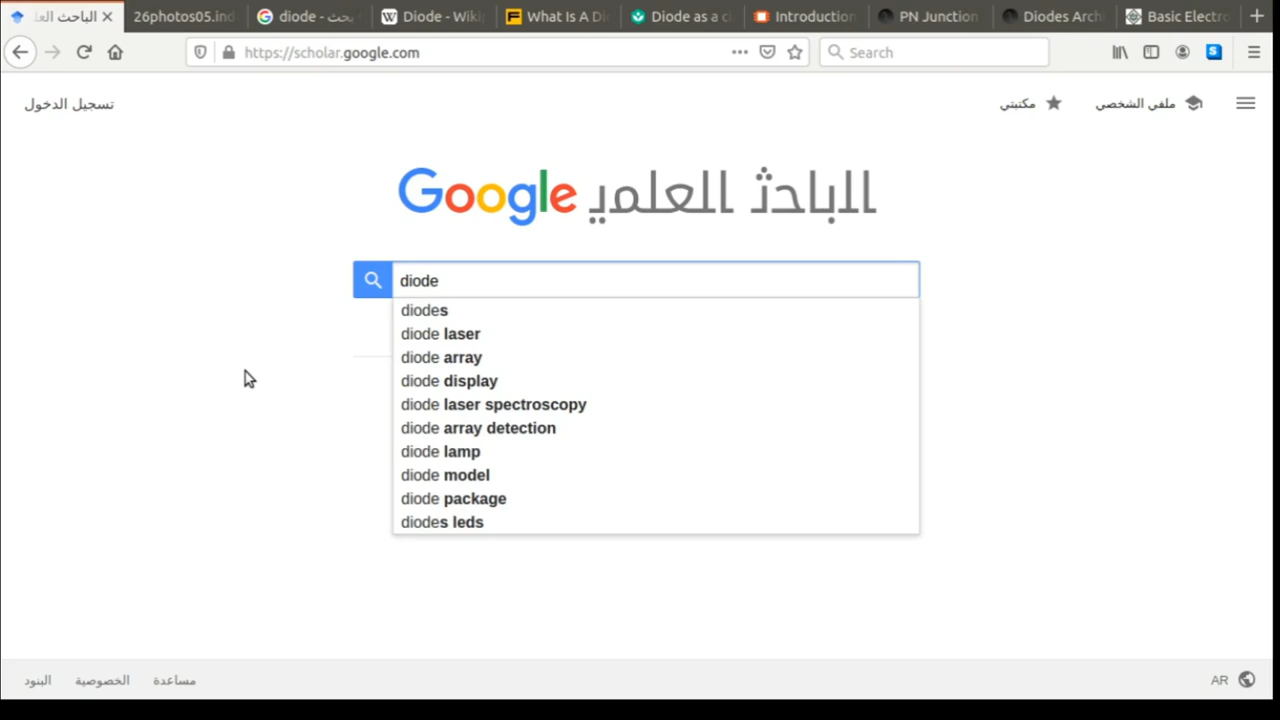 الباحث العل
26photos05.ind
diode - بحث
Diode - Wiki
What Is A Di
Diode as a c
Introduction
PN Junction
Diodes Arch
Basic Electro
https://scholar.google.com
Search
تسجيل الدخول
مكتبتي
ملفي الشخصي
Google الباحث العلمي
diode
diodes
diode laser
diode array
diode display
diode laser spectroscopy
diode array detection
diode lamp
diode model
diode package
diodes leds
البنود
الخصوصية
مساعدة
AR